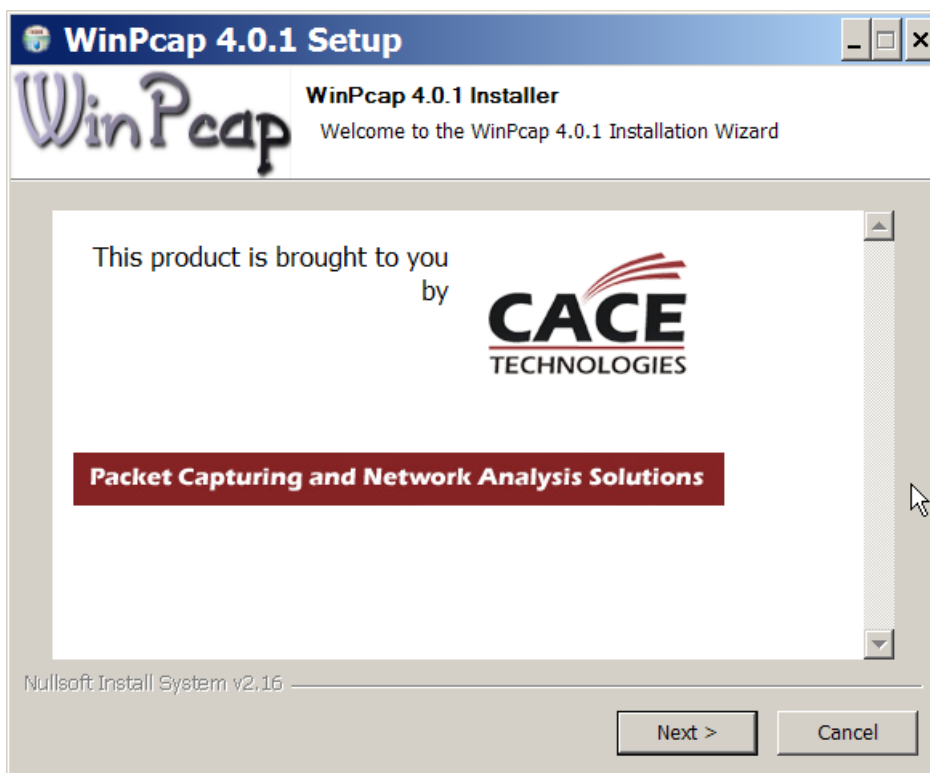 WinPcap 4.0.1 Setup
WinPcap
WinPcap 4.0.1 Installer
Welcome to the WinPcap 4.0.1 Installation Wizard
This product is brought to you
by
CACE
TECHNOLOGIES
Packet Capturing and Network Analysis Solutions
Nullsoft Install System v2.16
Next >
Cancel